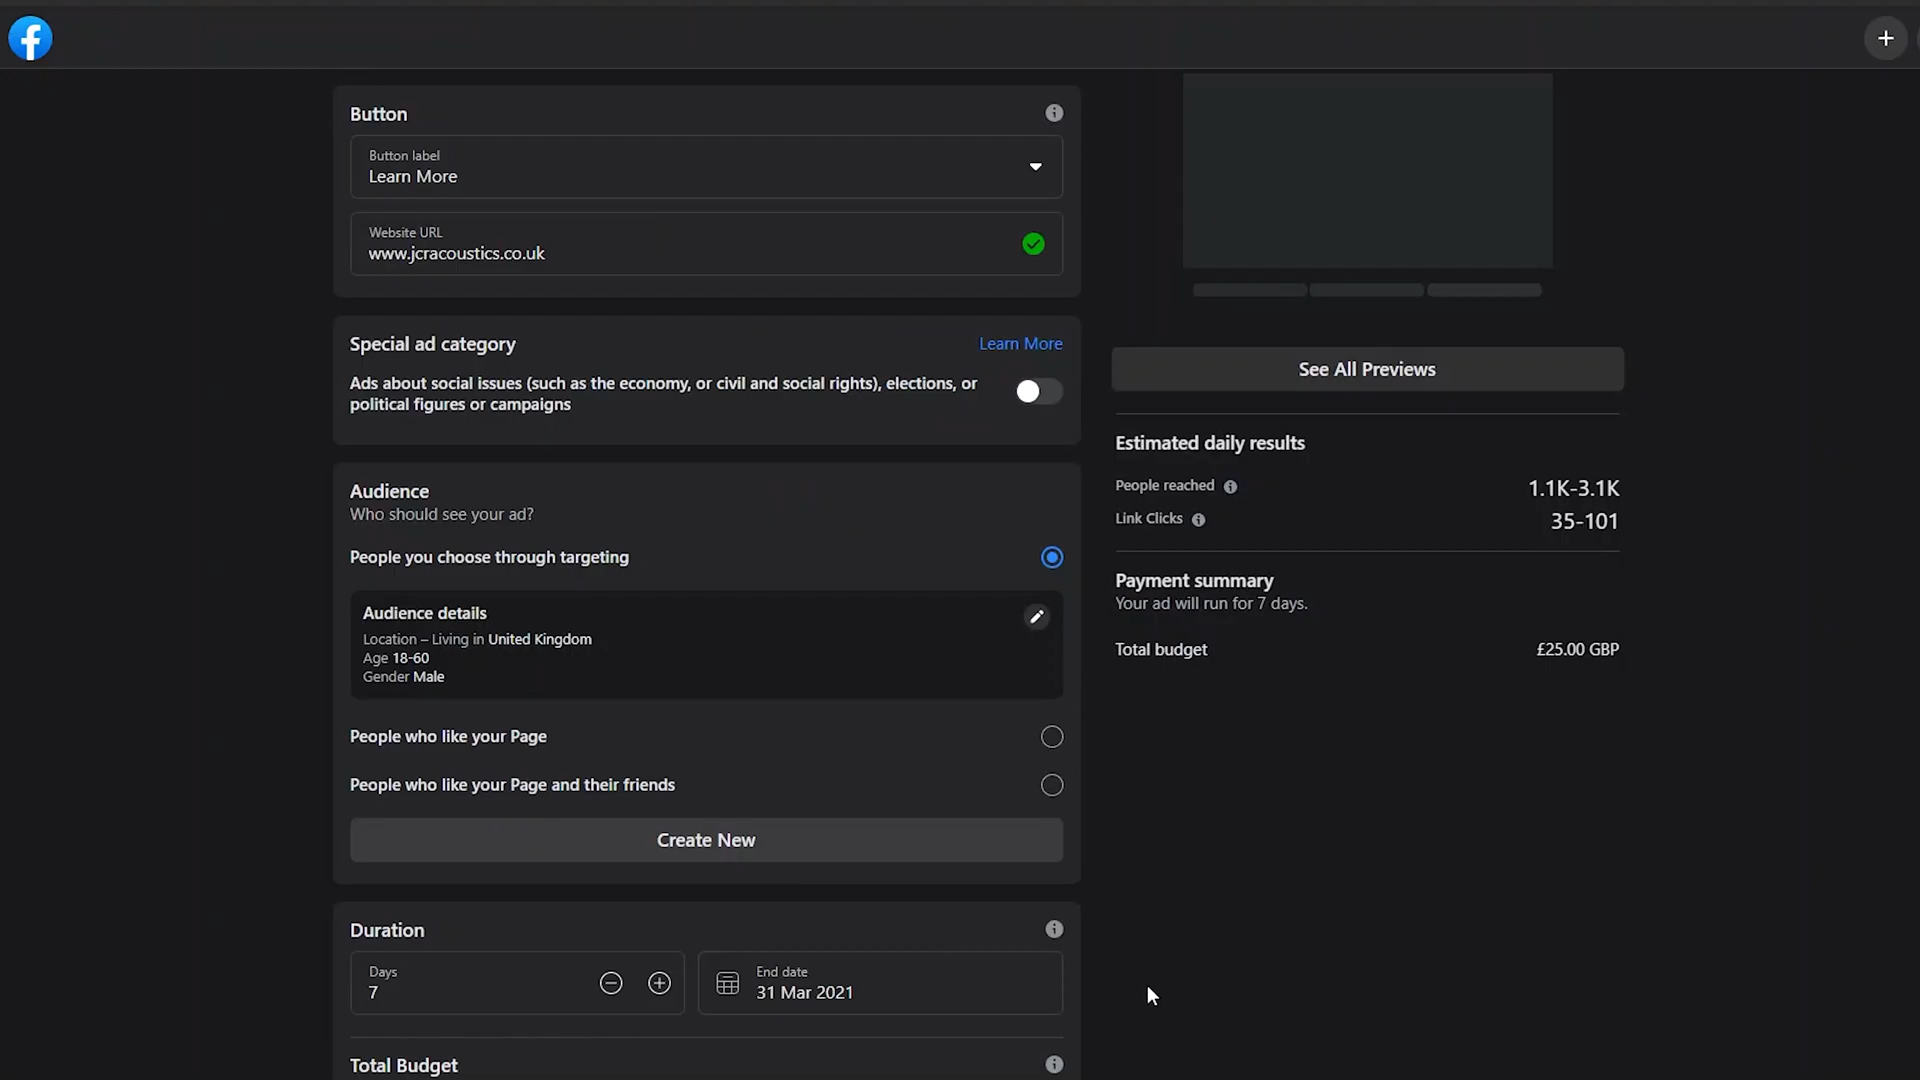 Button
Button label
Learn More
Website URL
www.jcracoustics.co.uk
Special ad category
Learn More
Ads about social issues (such as the economy, or civil and social rights), elections, or
political figures or campaigns
Audience
Who should see your ad?
People you choose through targeting
Audience details
Location – Living in United Kingdom
Age 18-60
Gender Male
People who like your Page
People who like your Page and their friends
Create New
Duration
Days
7
End date
31 Mar 2021
Total Budget
See All Previews
Estimated daily results
People reached
1.1K-3.1K
Link Clicks
35-101
Payment summary
Your ad will run for 7 days.
Total budget
£25.00 GBP